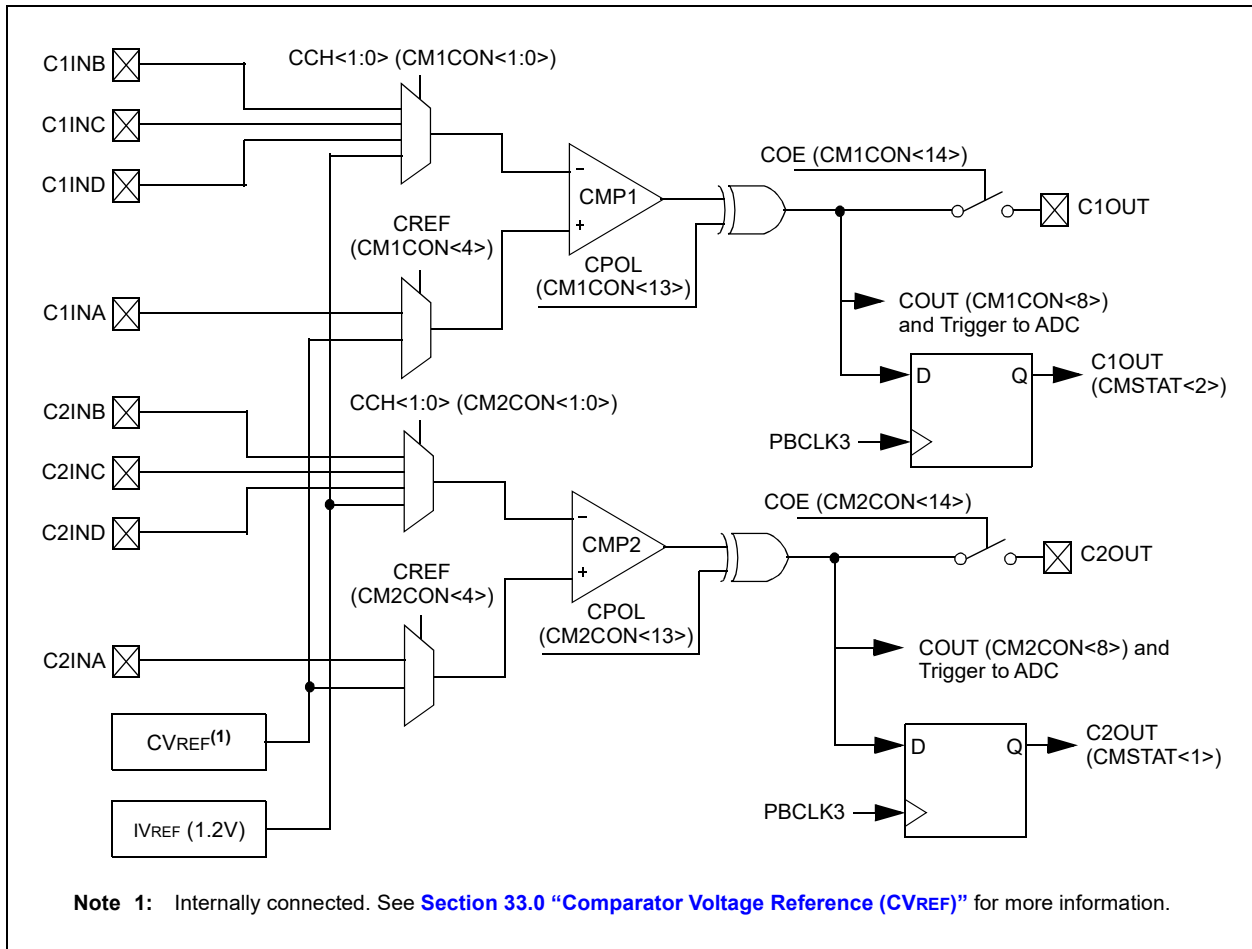 C1INB
CCH<1:0> (CM1CON<1:0>)
C1INC
C1IND
COE (CM1CON<14>)
−
CMP1
+
C1OUT
CREF
(CM1CON<4>)
CPOL
(CM1CON<13>)
C1INA
COUT (CM1CON<8>)
and Trigger to ADC
D
Q
C1OUT
(CMSTAT<2>)
PBCLK3
C2INB
CCH<1:0> (CM2CON<1:0>)
C2INC
C2IND
COE (CM2CON<14>)
−
CMP2
+
C2OUT
CREF
(CM2CON<4>)
CPOL
(CM2CON<13>)
C2INA
COUT (CM2CON<8>) and
Trigger to ADC
CVREF(1)
D
Q
C2OUT
(CMSTAT<1>)
PBCLK3
IVREF (1.2V)
Note 1: Internally connected. See Section 33.0 “Comparator Voltage Reference (CVREF)” for more information.